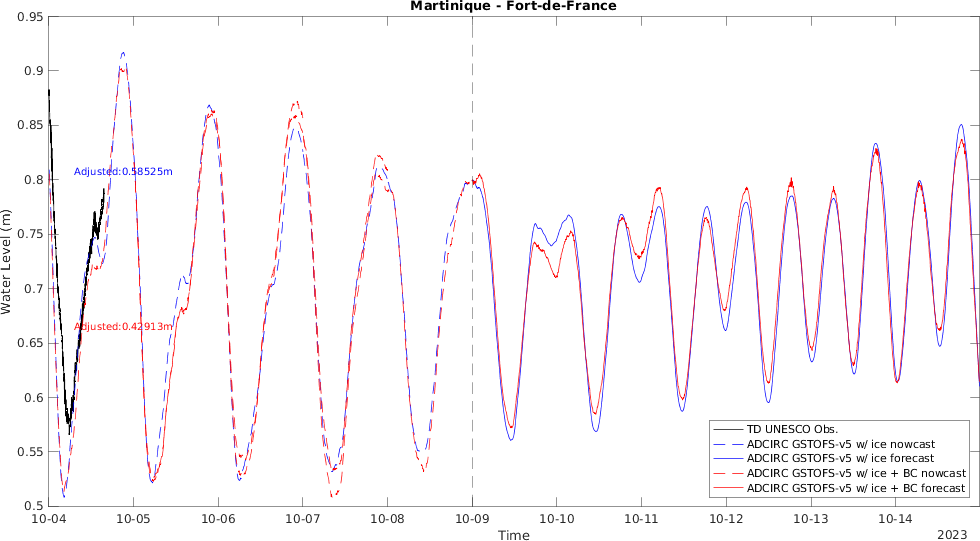 Martinique - Fort-de-France
0.95
0.9
0.85
0.8
0.75
0.7
0.65
0.6
0.55
0.5
Water Level (m)
Adjusted:0.58525m
Adjusted:0.42913m
TD UNESCO Obs.
ADCIRC GSTOFS-v5 w/ ice nowcast
ADCIRC GSTOFS-v5 w/ ice forecast
ADCIRC GSTOFS-v5 w/ ice + BC nowcast
ADCIRC GSTOFS-v5 w/ ice + BC forecast
10-04 10-05 10-06 10-07 10-08 10-09 10-10 10-11 10-12 10-13 10-14
Time
2023